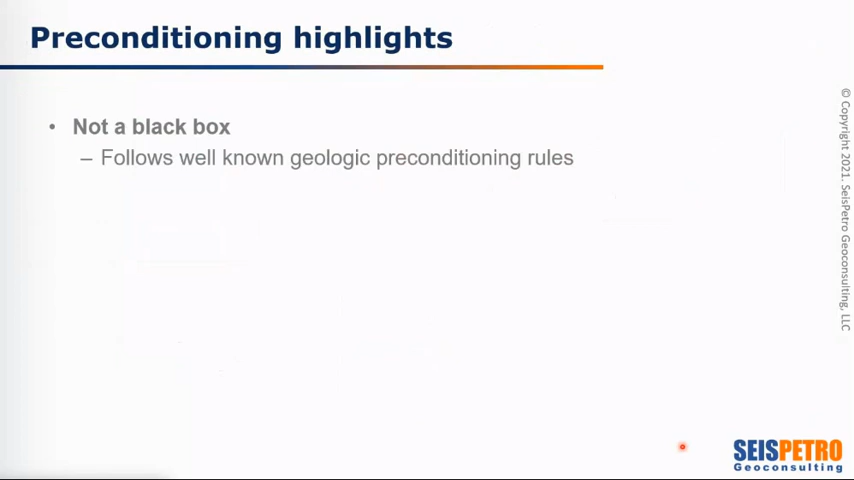 Preconditioning highlights
• Not a black box
– Follows well known geologic preconditioning rules
© Copyright 2021. SeisPetro Geoconsulting, LLC
SEISPETRO
Geoconsulting